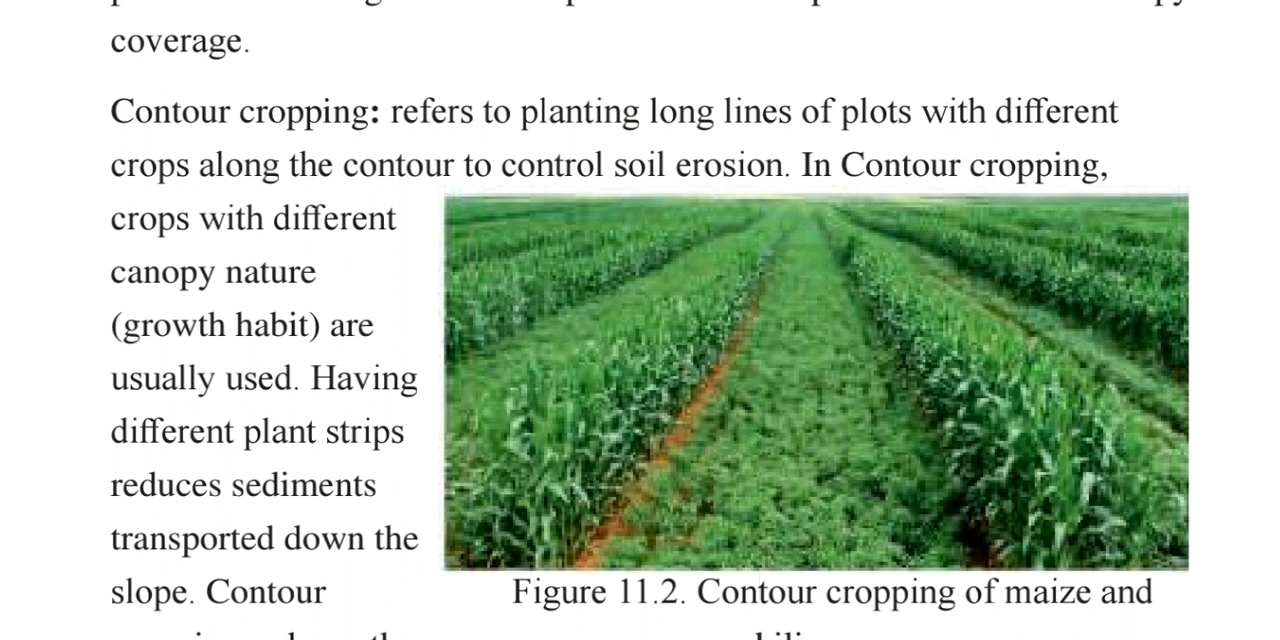 coverage.
Contour cropping: refers to planting long lines of plots with different
crops along the contour to control soil erosion. In Contour cropping,
crops with different
canopy nature
(growth habit) are
usually used. Having
different plant strips
reduces sediments
transported down the
slope. Contour
Figure 11.2. Contour cropping of maize and